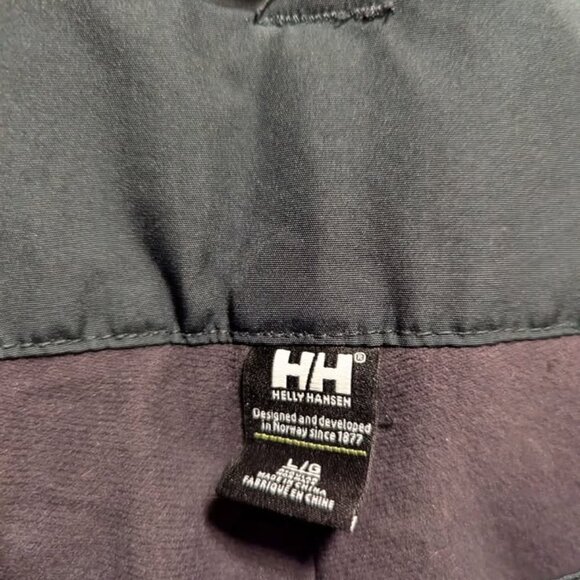 HH®
HELLY HANSEN
Designed and developed
in Norway since 1877
L/G
MADE IN CHINA
FABRIQUÉ EN CHINE